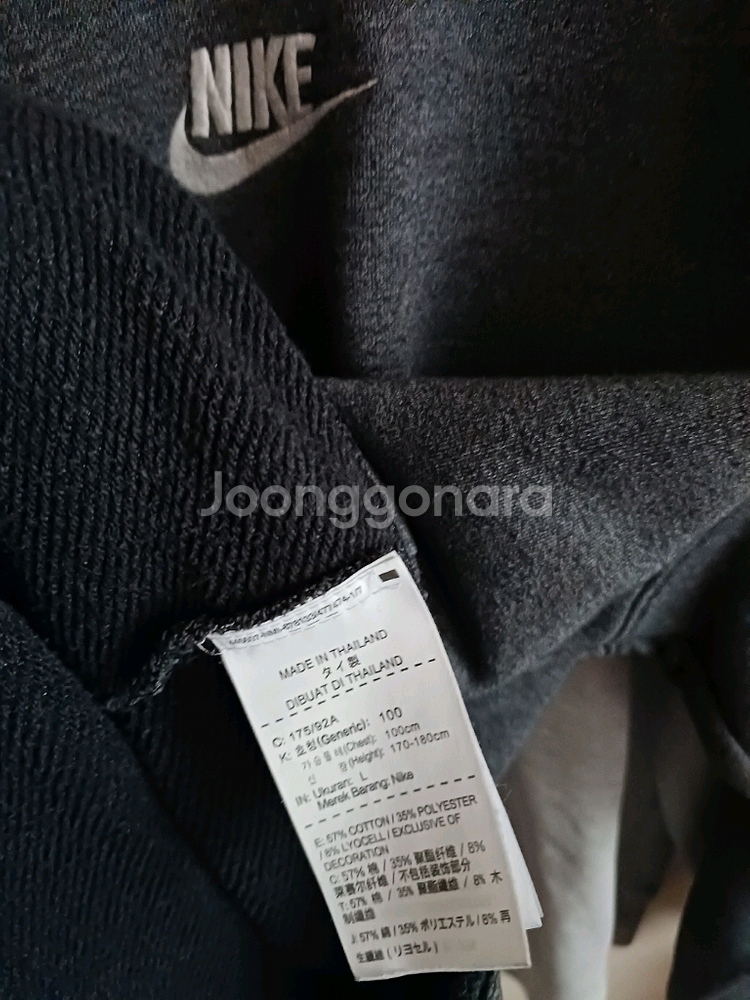 NIKE
Joonggonara
MADE IN THAILAND
タイ製
DIBUAT DI THAILAND
C: 175/92A
K: 호칭(Generic): 100
가슴둘레(Chest): 100cm
신 장(Height): 170-180cm
IN: Ukuran: L
Merek Barang: Nike
E: 57% COTTON / 35% POLYESTER
/ 8% LYOCELL / EXCLUSIVE OF
DECORATION
C: 57% 棉 / 35% 聚酯纤维 / 8%
莱赛尔纤维 / 不包括装饰部分
T: 57% 棉 / 35% 聚酯纖維 / 8% 木
制纖維
J: 57% 綿 / 35% ポリエステル / 8% 再
生繊維 ( リヨセル )